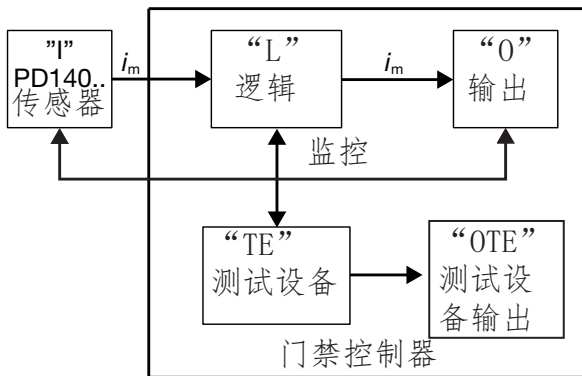 "I"
PD140..
传感器
im
“L”
逻辑
im
“O”
输出
监控
“TE”
测试设备
“OTE”
测试设
备输出
门禁控制器